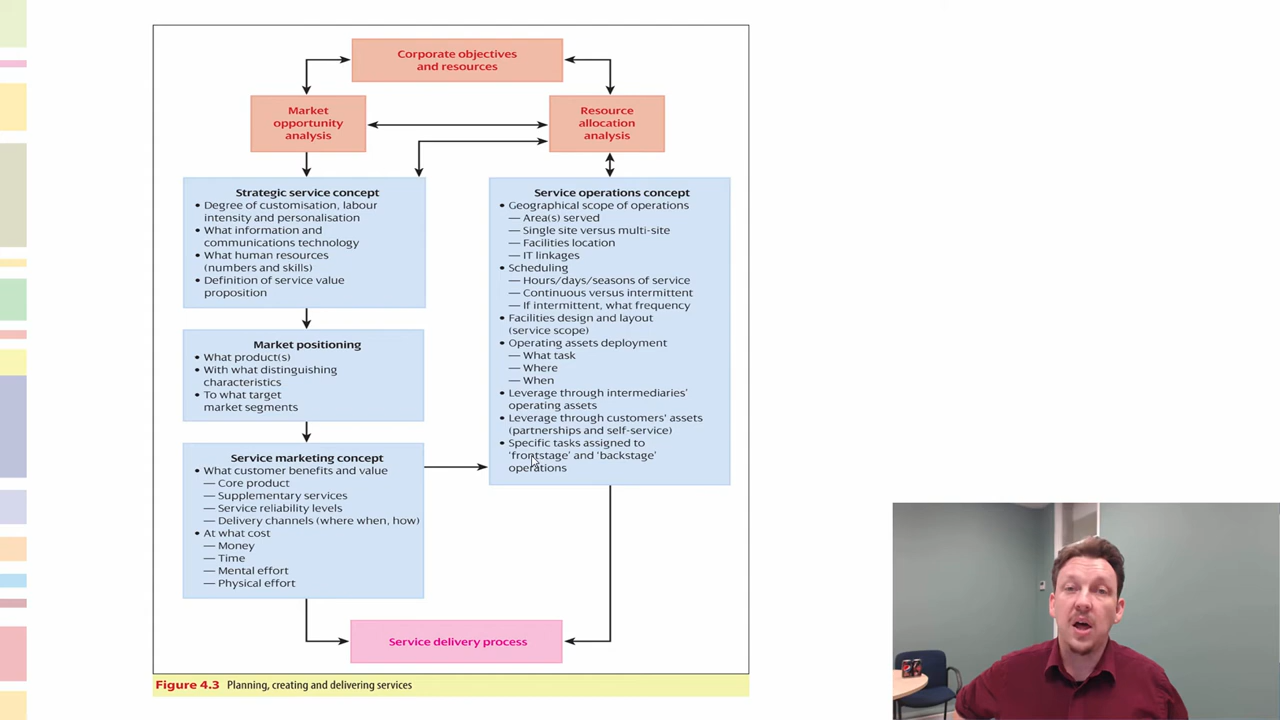 Corporate objectives
and resources
Market
opportunity
analysis
Resource
allocation
analysis
Strategic service concept
• Degree of customisation, labour
intensity and personalisation
• What information and
communications technology
• What human resources
(numbers and skills)
• Definition of service value
proposition
Market positioning
• What product(s)
• With what distinguishing
characteristics
• To what target
market segments
Service marketing concept
• What customer benefits and value
— Core product
— Supplementary services
— Service reliability levels
— Delivery channels (where when, how)
• At what cost
— Money
— Time
— Mental effort
— Physical effort
Service operations concept
• Geographical scope of operations
— Area(s) served
— Single site versus multi-site
— Facilities location
— IT linkages
• Scheduling
— Hours/days/seasons of service
— Continuous versus intermittent
— If intermittent, what frequency
• Facilities design and layout
(service scope)
• Operating assets deployment
— What task
— Where
— When
• Leverage through intermediaries'
operating assets
• Leverage through customers' assets
(partnerships and self-service)
• Specific tasks assigned to
‘frontstage’ and ‘backstage’
operations
Service delivery process
Figure 4.3 Planning, creating and delivering services